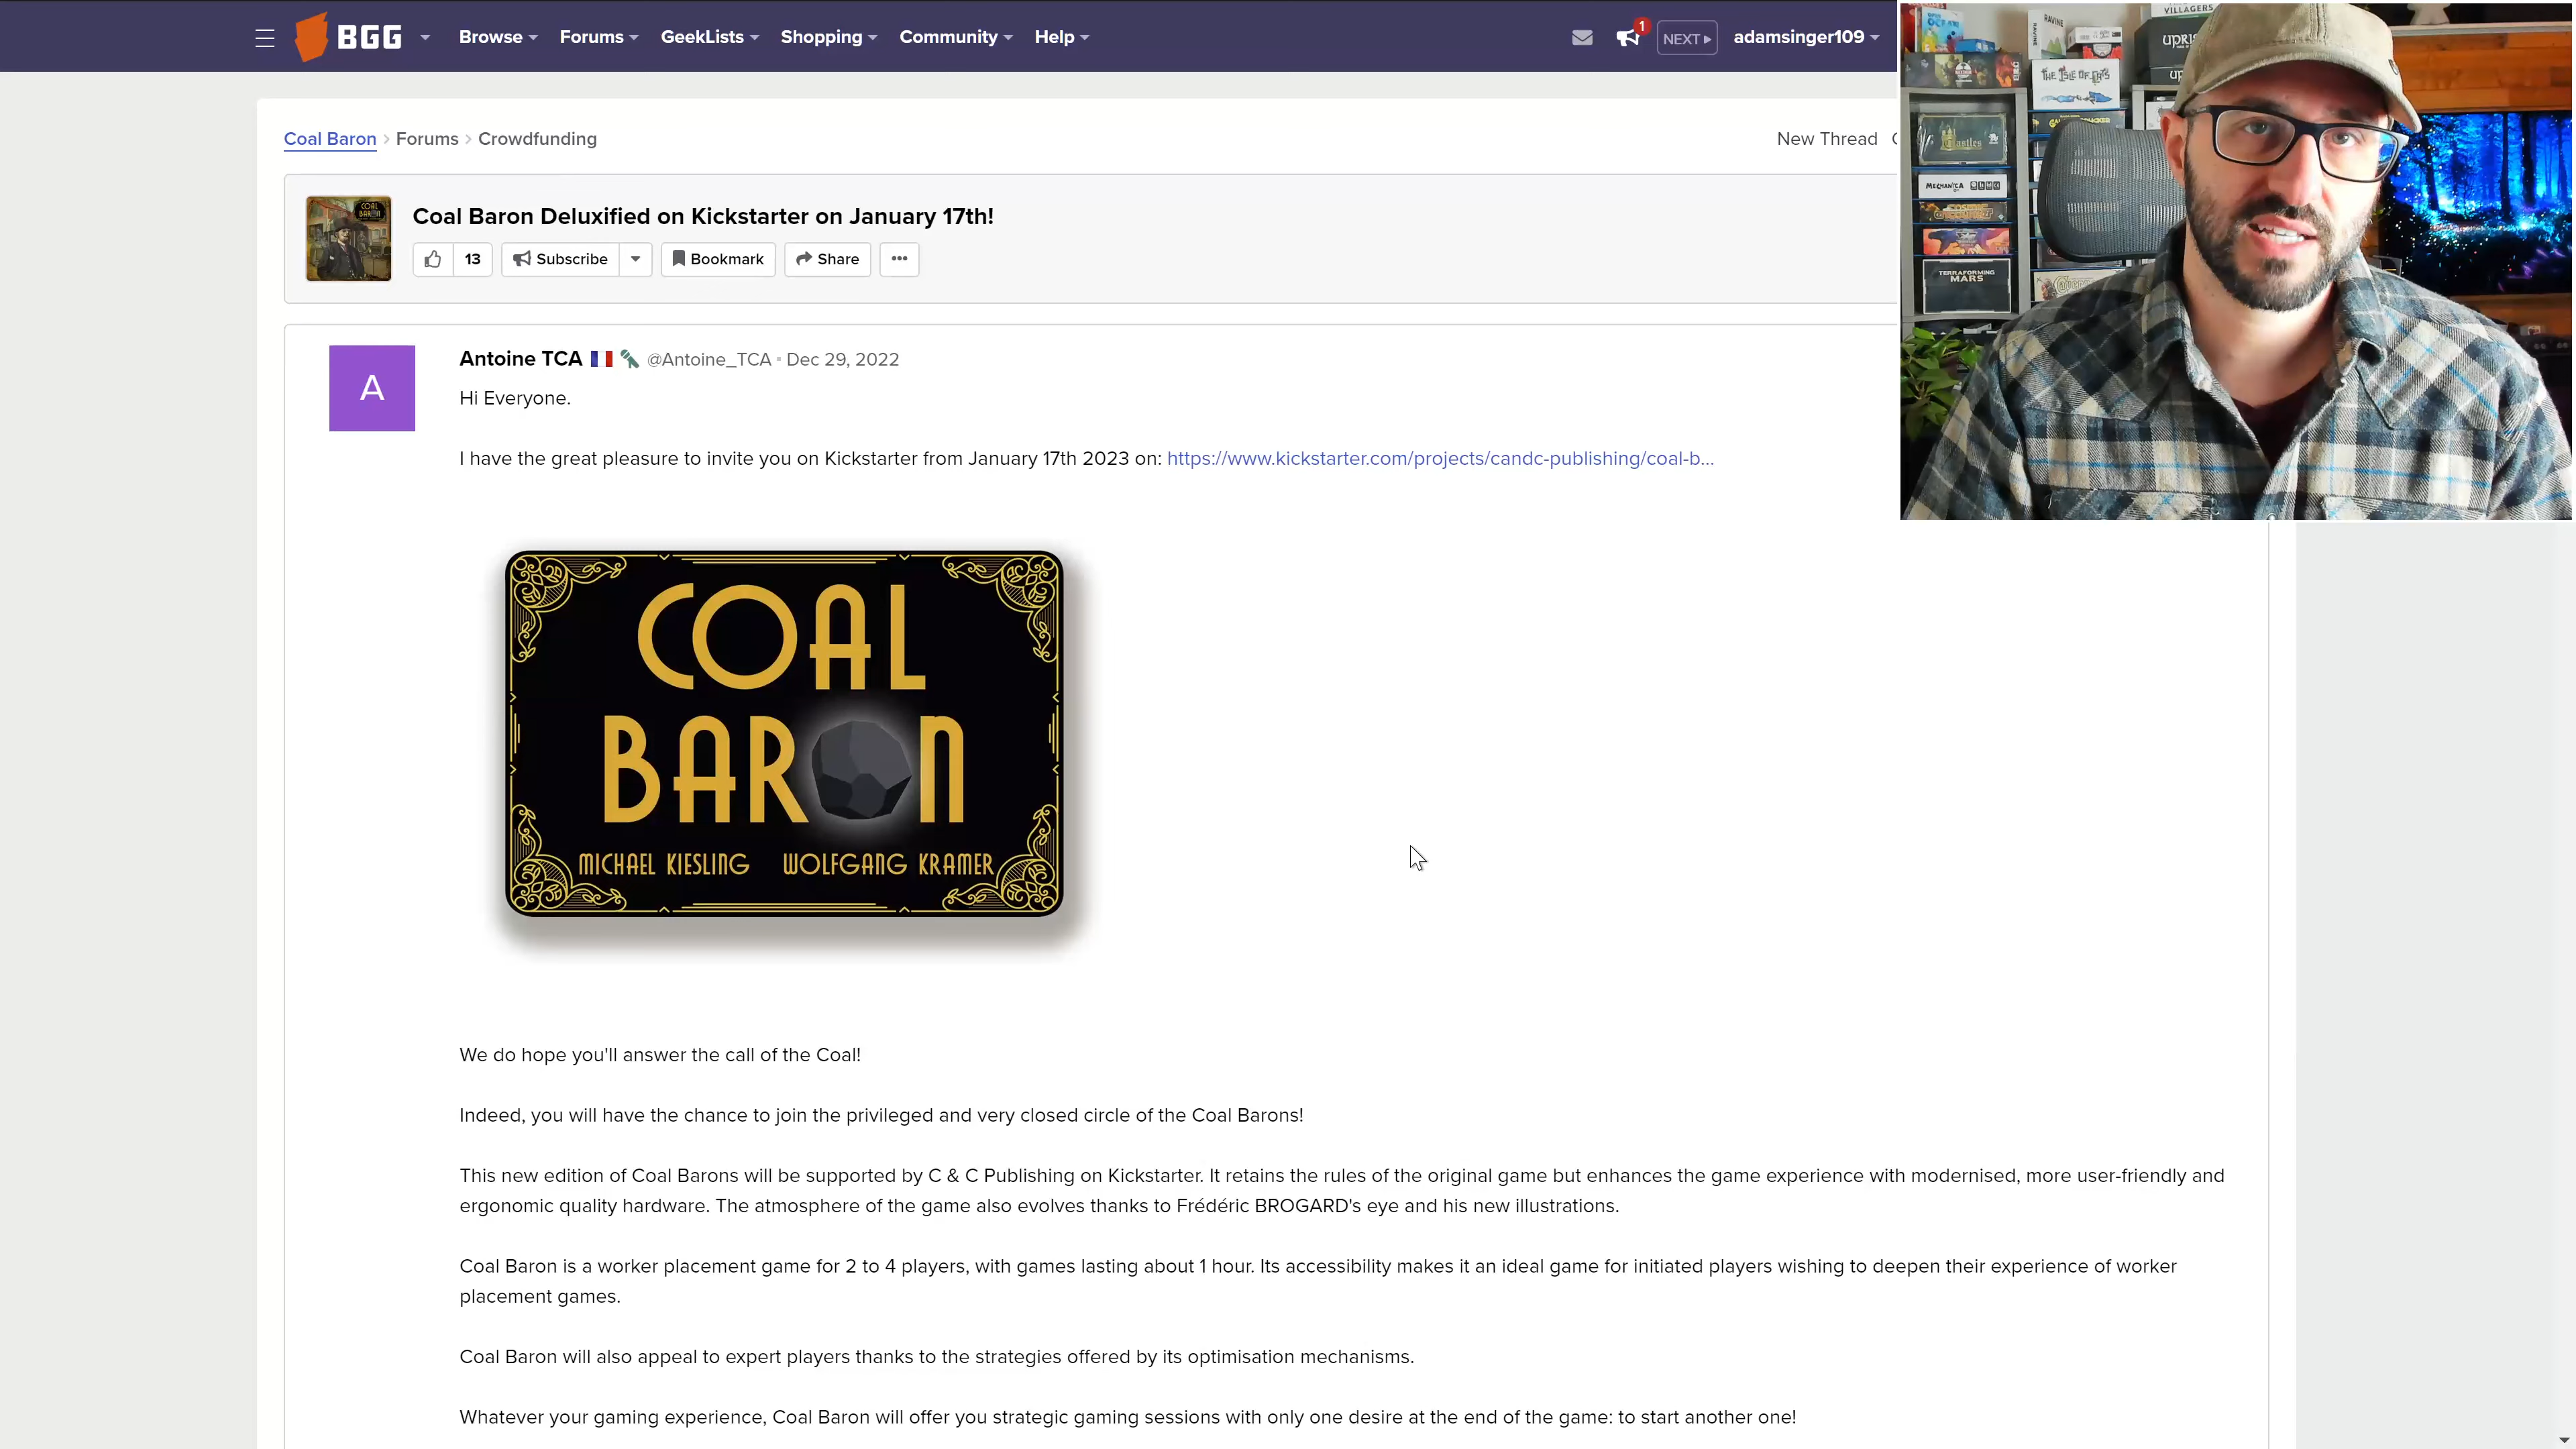 BGG Browse Forums GeekLists Shopping Community Help 1 NEXT adamsinger109
Coal Baron > Forums > Crowdfunding New Thread
Coal Baron Deluxified on Kickstarter on January 17th!
13 Subscribe Bookmark Share •••
A
Antoine TCA @Antoine_TCA • Dec 29, 2022
Hi Everyone.
I have the great pleasure to invite you on Kickstarter from January 17th 2023 on: https://www.kickstarter.com/projects/candc-publishing/coal-b...
COAL
BARON
MICHAEL KIESLING WOLFGANG KRAMER
We do hope you'll answer the call of the Coal!
Indeed, you will have the chance to join the privileged and very closed circle of the Coal Barons!
This new edition of Coal Barons will be supported by C & C Publishing on Kickstarter. It retains the rules of the original game but enhances the game experience with modernised, more user-friendly and
ergonomic quality hardware. The atmosphere of the game also evolves thanks to Frédéric BROGARD's eye and his new illustrations.
Coal Baron is a worker placement game for 2 to 4 players, with games lasting about 1 hour. Its accessibility makes it an ideal game for initiated players wishing to deepen their experience of worker
placement games.
Coal Baron will also appeal to expert players thanks to the strategies offered by its optimisation mechanisms.
Whatever your gaming experience, Coal Baron will offer you strategic gaming sessions with only one desire at the end of the game: to start another one!
VILLAGERS
RAVINE
THE ISLE OF CATS
Castles
MECHANICA
TERRAFORMING
MARS